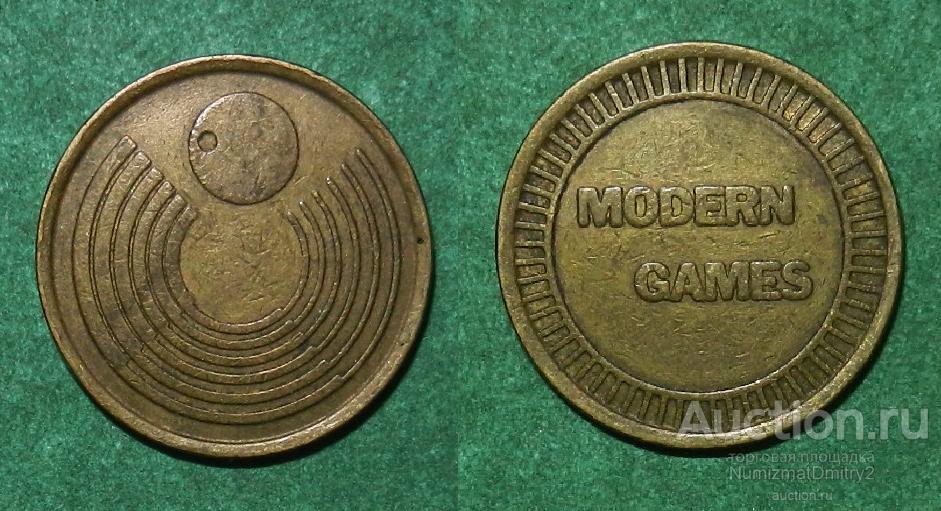 MODERN
GAMES
Auction.ru
торговая площадка
NumizmatDmitry2
auction.ru